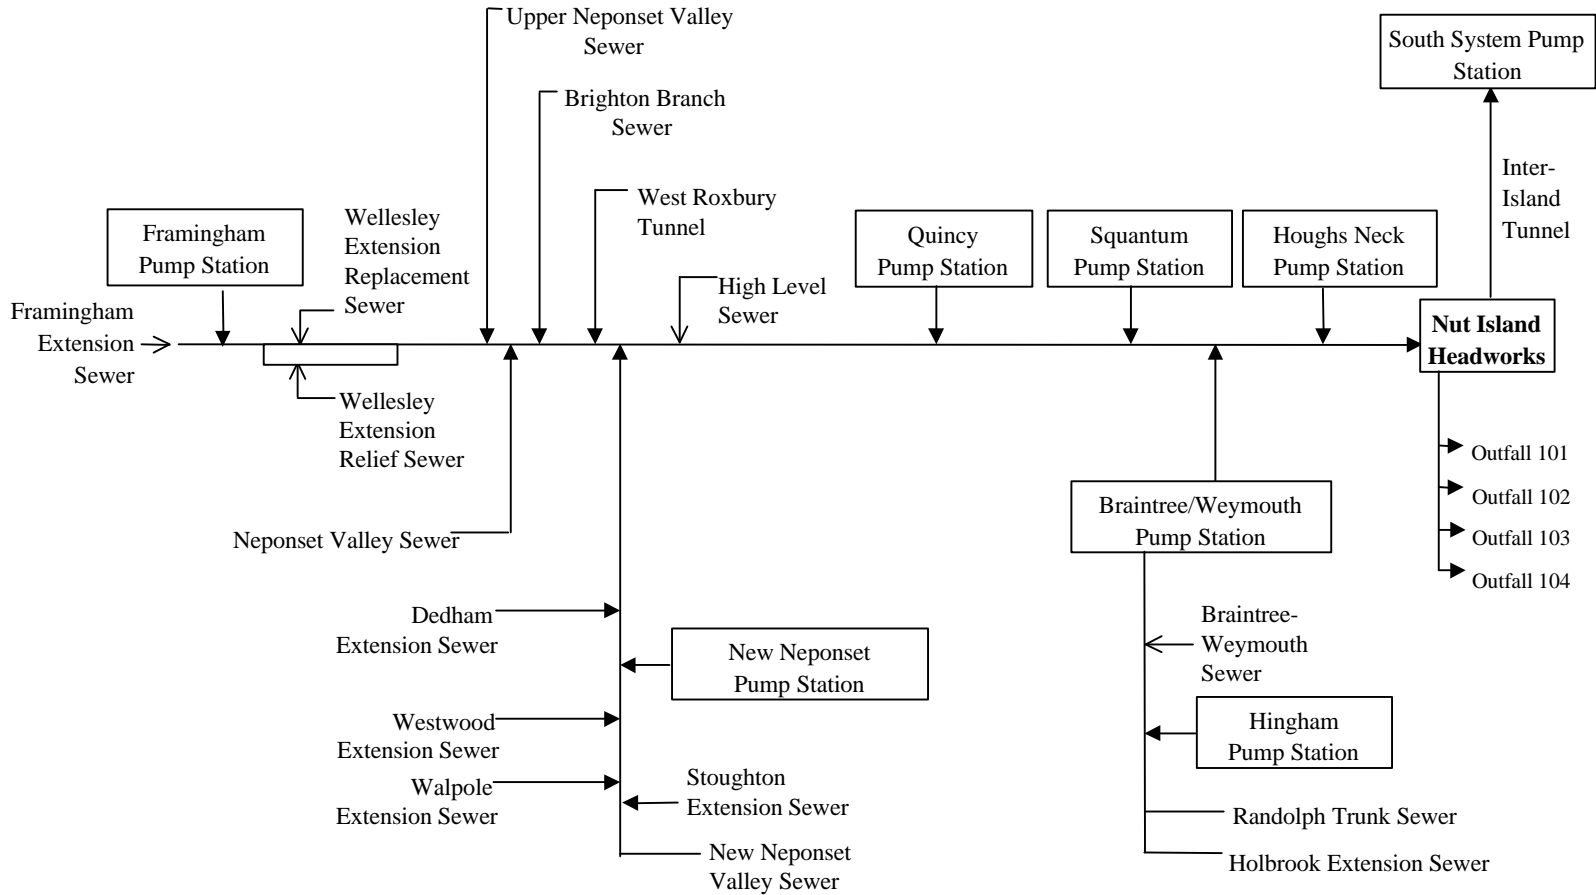 Upper Neponset Valley
Sewer
South System Pump
Station
Brighton Branch
Sewer
Inter-
Island
Tunnel
West Roxbury
Tunnel
Wellesley
Extension
Replacement
Sewer
Framingham
Pump Station
Quincy
Pump Station
Squantum
Pump Station
Houghs Neck
Pump Station
High Level
Sewer
Framingham
Extension
Sewer
Nut Island
Headworks
Wellesley
Extension
Relief Sewer
Outfall 101
Outfall 102
Outfall 103
Outfall 104
Neponset Valley Sewer
Braintree/Weymouth
Pump Station
Dedham
Extension Sewer
New Neponset
Pump Station
Braintree-
Weymouth
Sewer
Westwood
Extension Sewer
Hingham
Pump Station
Walpole
Extension Sewer
Stoughton
Extension Sewer
Randolph Trunk Sewer
New Neponset
Valley Sewer
Holbrook Extension Sewer